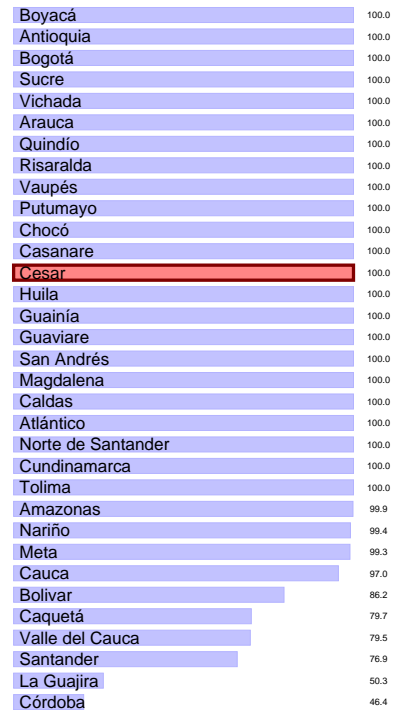 Boyacá 100.0
Antioquia 100.0
Bogotá 100.0
Sucre 100.0
Vichada 100.0
Arauca 100.0
Quindío 100.0
Risaralda 100.0
Vaupés 100.0
Putumayo 100.0
Chocó 100.0
Casanare 100.0
Cesar 100.0
Huila 100.0
Guainía 100.0
Guaviare 100.0
San Andrés 100.0
Magdalena 100.0
Caldas 100.0
Atlántico 100.0
Norte de Santander 100.0
Cundinamarca 100.0
Tolima 100.0
Amazonas 99.9
Nariño 99.4
Meta 99.3
Cauca 97.0
Bolivar 86.2
Caquetá 79.7
Valle del Cauca 79.5
Santander 76.9
La Guajira 50.3
Córdoba 46.4